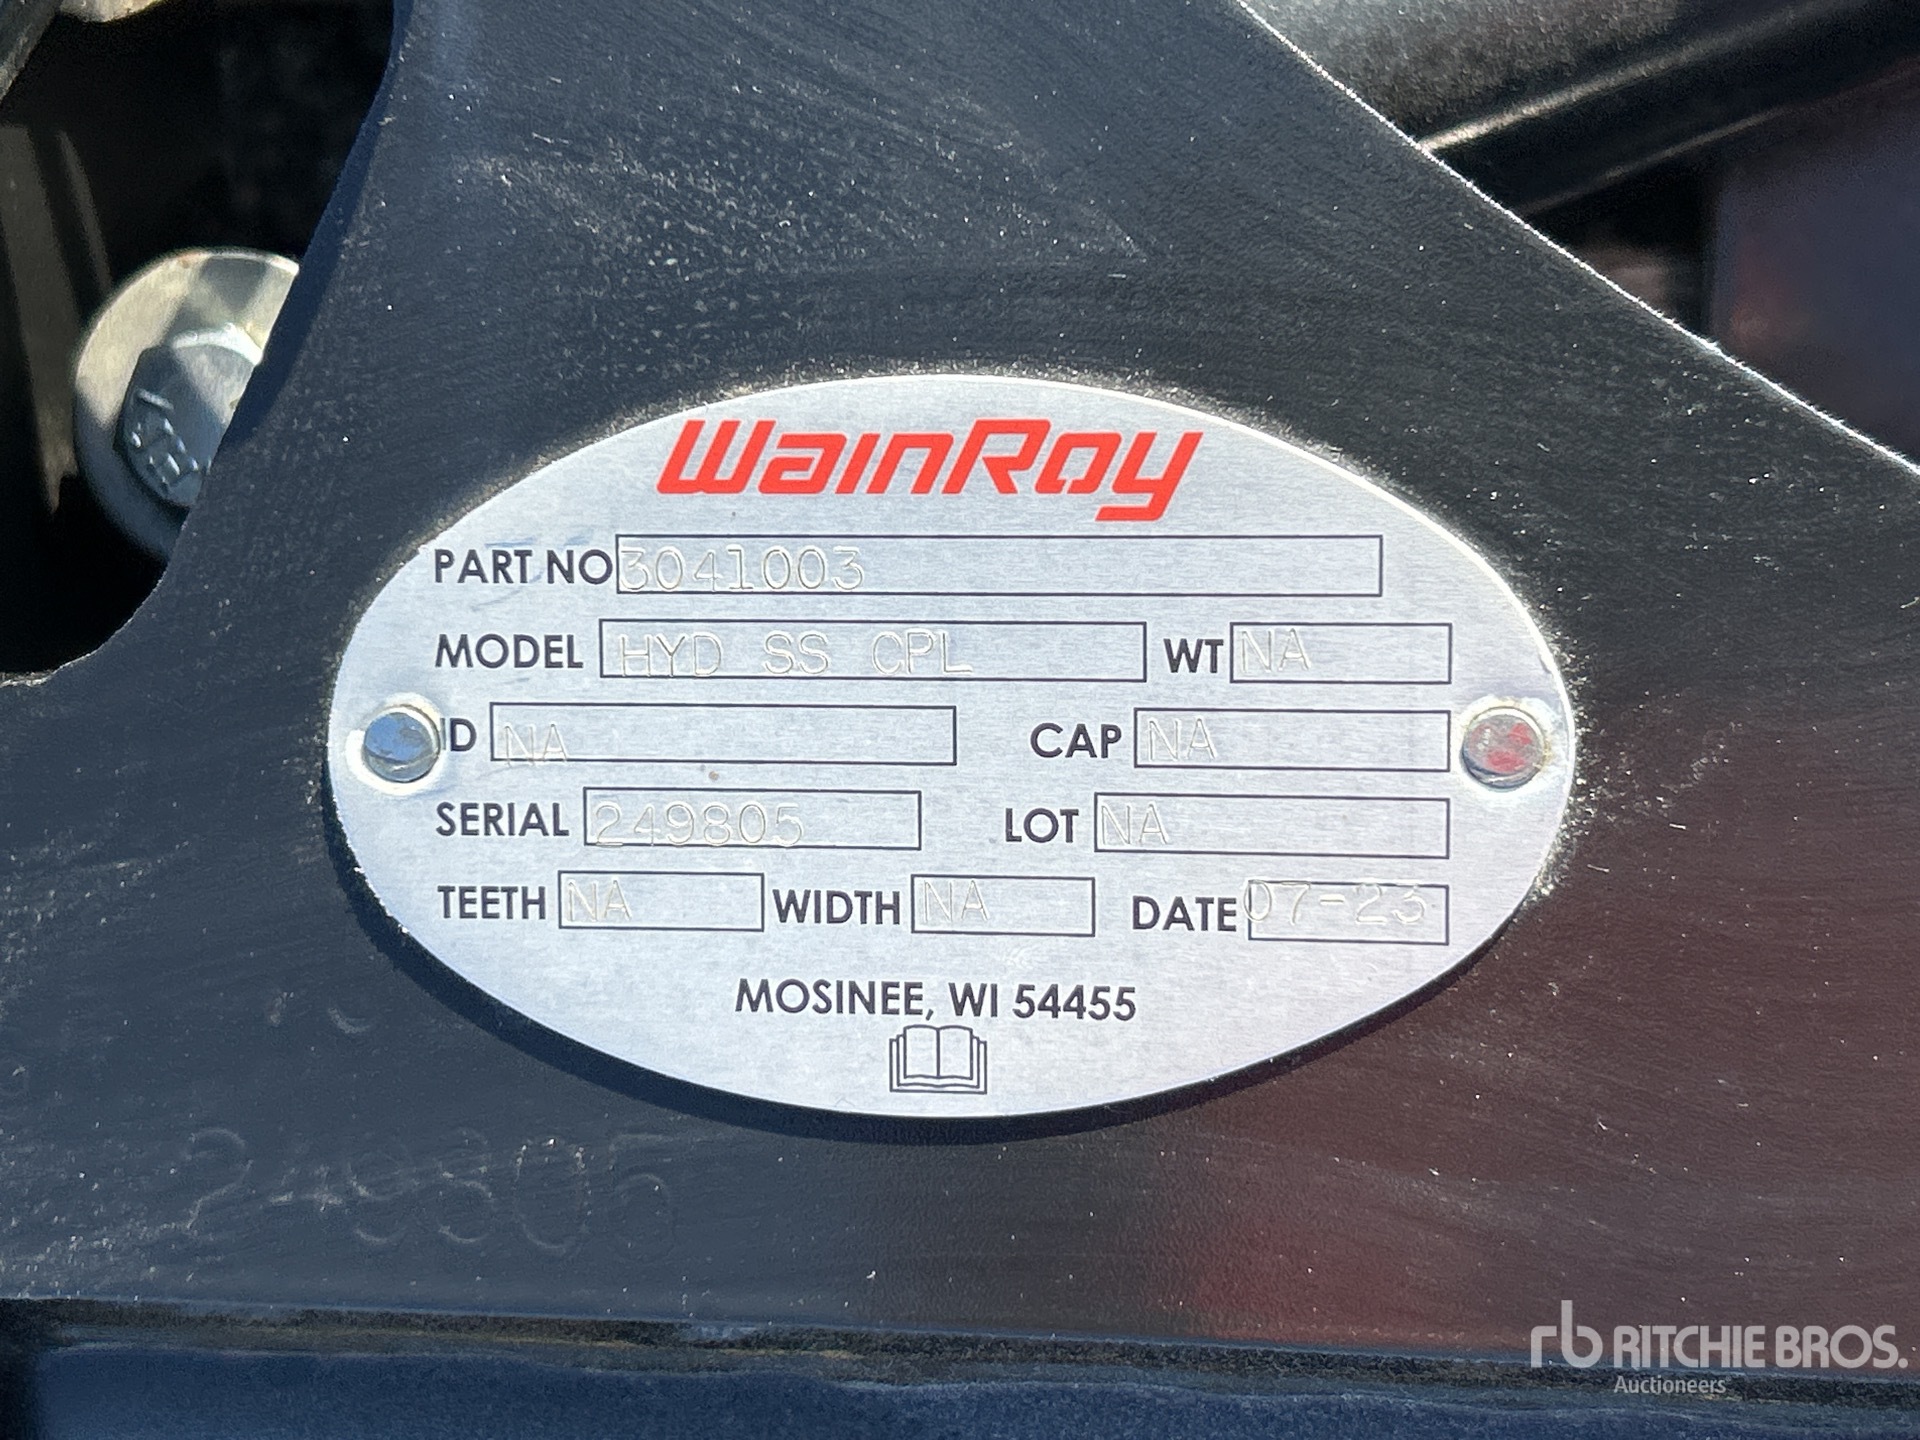 WainRoy
PART NO 3041003
MODEL HYD SS CPL WT NA
ID NA CAP NA
SERIAL 249805 LOT NA
TEETH NA WIDTH NA DATE 07-23
MOSINEE, WI 54455
249805
rb RITCHIE BROS.
Auctioneers